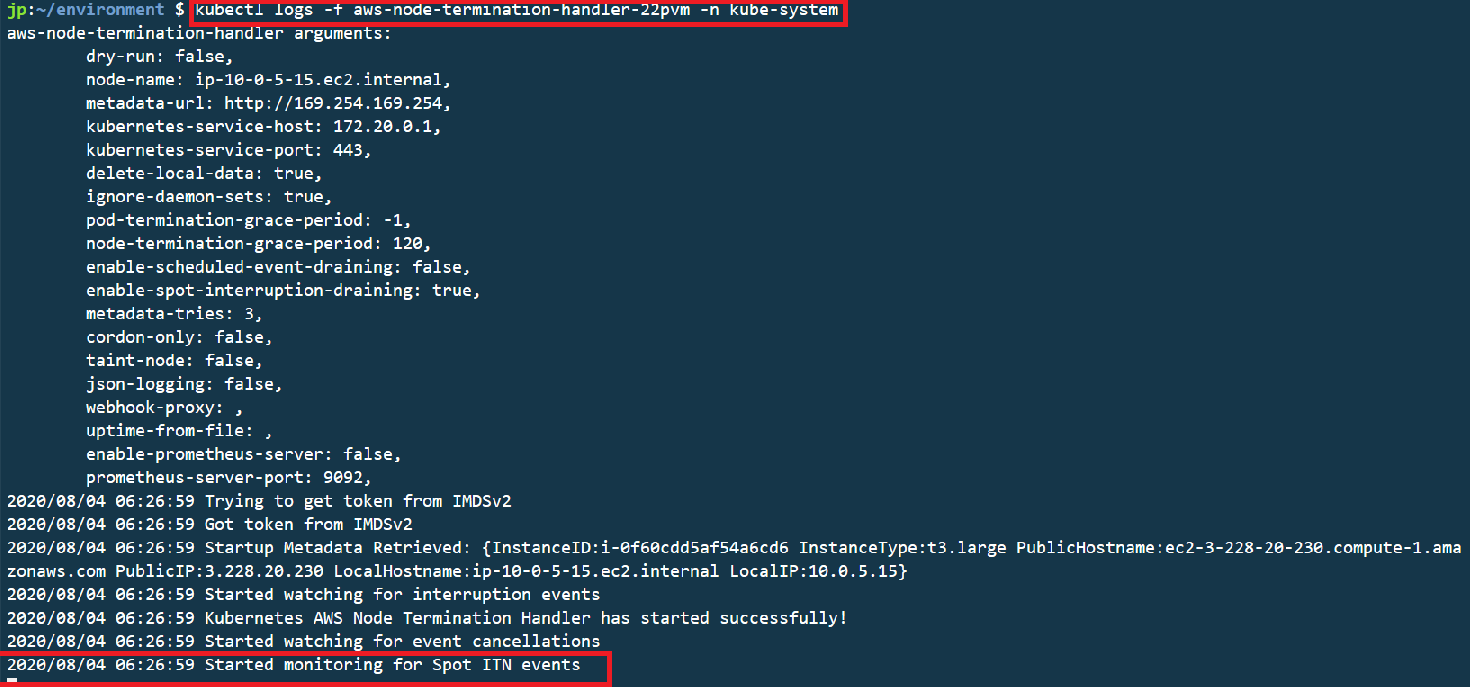 jp:~/environment $ kubectl logs -f aws-node-termination-handler-22pvm -n kube-system
aws-node-termination-handler arguments:
dry-run: false,
node-name: ip-10-0-5-15.ec2.internal,
metadata-url: http://169.254.169.254,
kubernetes-service-host: 172.20.0.1,
kubernetes-service-port: 443,
delete-local-data: true,
ignore-daemon-sets: true,
pod-termination-grace-period: -1,
node-termination-grace-period: 120,
enable-scheduled-event-draining: false,
enable-spot-interruption-draining: true,
metadata-tries: 3,
cordon-only: false,
taint-node: false,
json-logging: false,
webhook-proxy: ,
uptime-from-file: ,
enable-prometheus-server: false,
prometheus-server-port: 9092,
2020/08/04 06:26:59 Trying to get token from IMDSv2
2020/08/04 06:26:59 Got token from IMDSv2
2020/08/04 06:26:59 Startup Metadata Retrieved: {InstanceID:i-0f60cdd5af54a6cd6 InstanceType:t3.large PublicHostname:ec2-3-228-20-230.compute-1.ama
zonaws.com PublicIP:3.228.20.230 LocalHostname:ip-10-0-5-15.ec2.internal LocalIP:10.0.5.15}
2020/08/04 06:26:59 Started watching for interruption events
2020/08/04 06:26:59 Kubernetes AWS Node Termination Handler has started successfully!
2020/08/04 06:26:59 Started watching for event cancellations
2020/08/04 06:26:59 Started monitoring for Spot ITN events